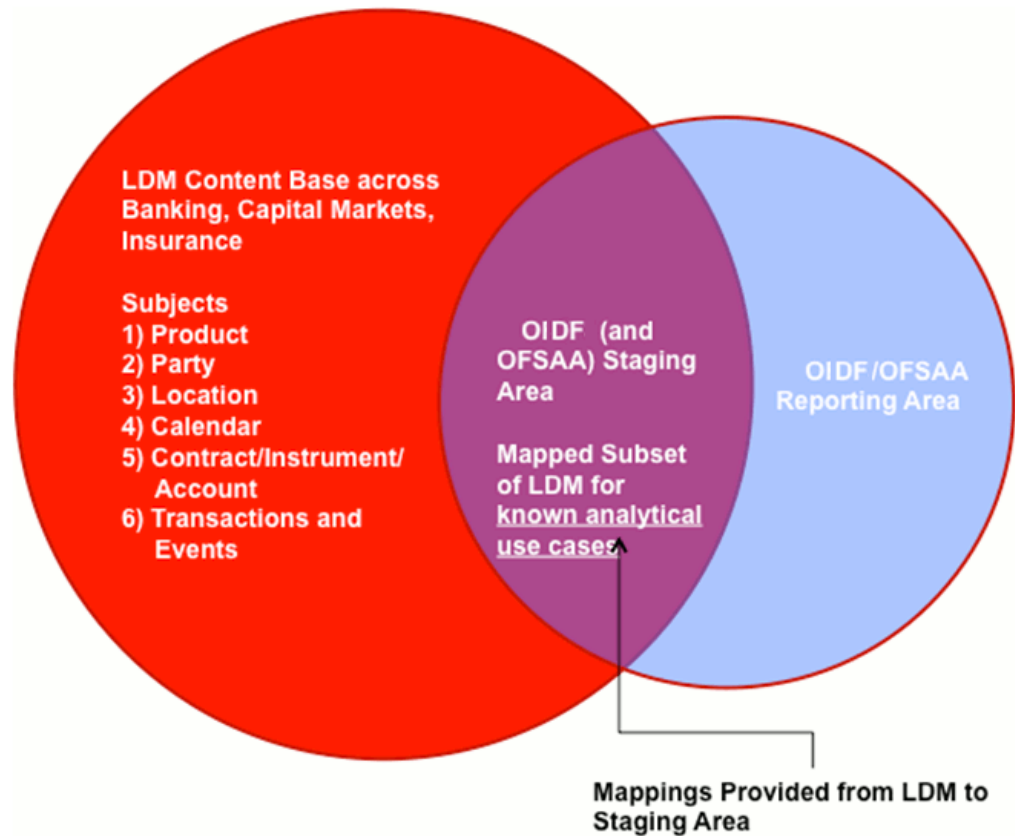 LDM Content Base across
Banking, Capital Markets,
Insurance
Subjects
1) Product
2) Party
3) Location
4) Calendar
5) Contract/Instrument/
Account
6) Transactions and
Events
OIDF (and
OFSAA) Staging
Area
Mapped Subset
of LDM for
known analytical
use cases
OIDF/OFSAA
Reporting Area
Mappings Provided from LDM to
Staging Area